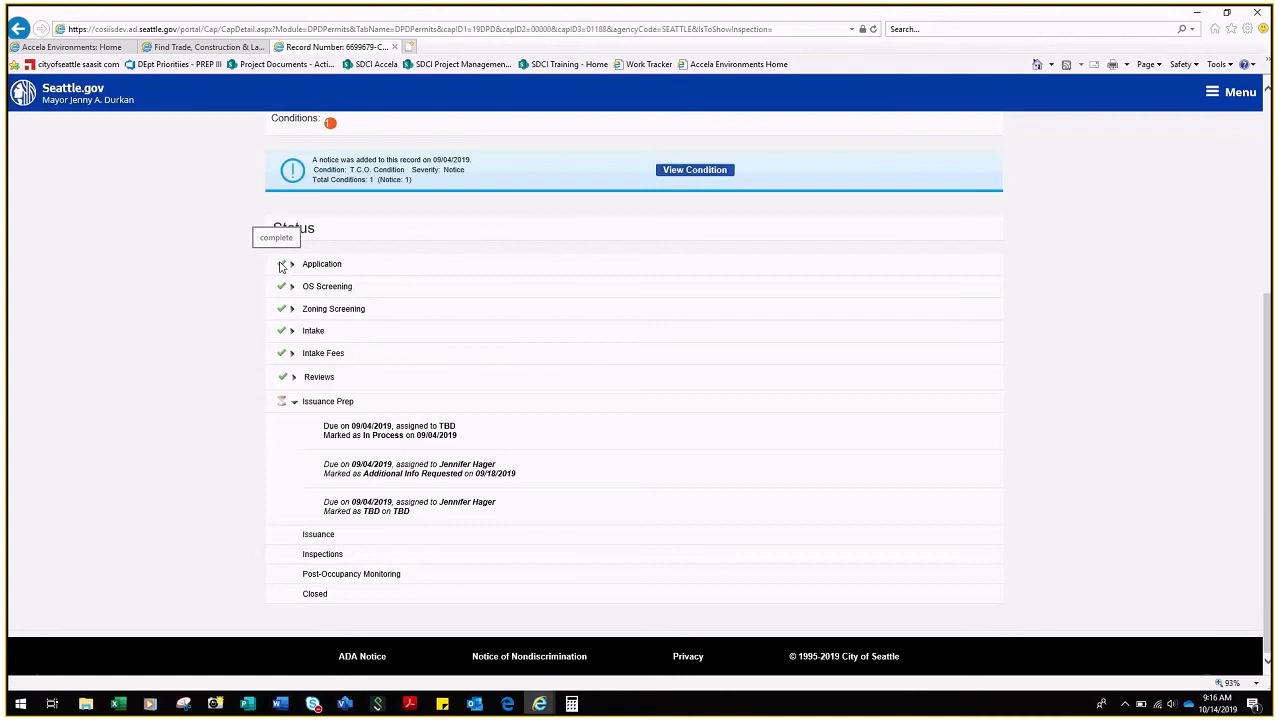 https://cosiisdev.ad.seattle.gov/portal/Cap/CapDetail.aspx?Module=DPDPermits&TabName=DPDPermits&capID1=19DPD&capID2=00000&capID3=01188&agencyCode=SEATTLE&IsToShowInspection=
Search...
Accela Environments: Home
Find Trade, Construction & La...
Record Number: 6699679-C...
cityofseattle saasit com
DEpt Priorities - PREP III
Project Documents - Acti...
SDCI Accela
SDCI Project Managemen...
SDCI Training - Home
Work Tracker
Accela Environments Home
Page
Safety
Tools
Seattle.gov
Mayor Jenny A. Durkan
Menu
Conditions:
A notice was added to this record on 09/04/2019.
Condition: T.C.O. Condition Severity: Notice
Total Conditions: 1 (Notice: 1)
View Condition
Status
complete
Application
OS Screening
Zoning Screening
Intake
Intake Fees
Reviews
Issuance Prep
Due on 09/04/2019, assigned to TBD
Marked as In Process on 09/04/2019
Due on 09/04/2019, assigned to Jennifer Hager
Marked as Additional Info Requested on 09/18/2019
Due on 09/04/2019, assigned to Jennifer Hager
Marked as TBD on TBD
Issuance
Inspections
Post-Occupancy Monitoring
Closed
ADA Notice
Notice of Nondiscrimination
Privacy
© 1995-2019 City of Seattle
93%
9:16 AM
10/14/2019